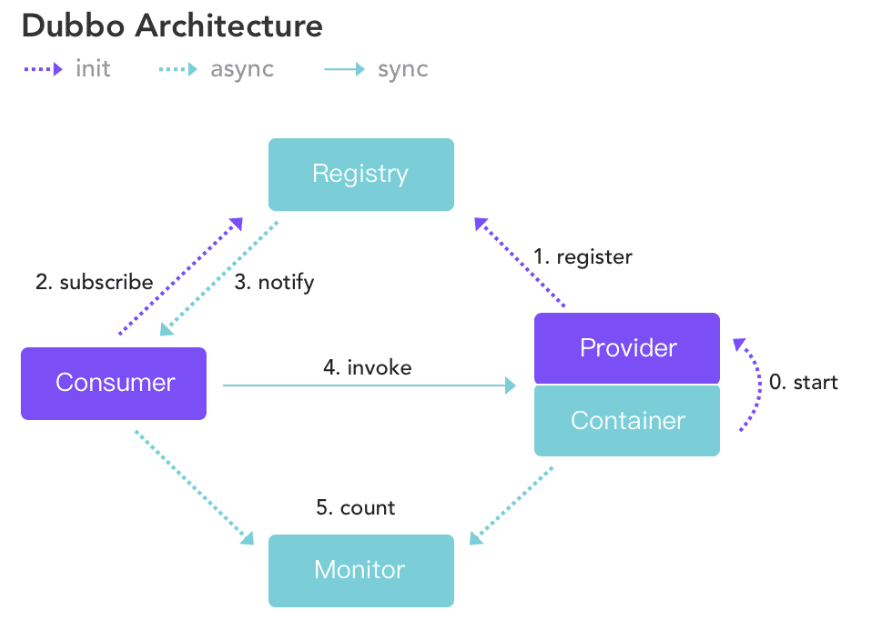 Dubbo Architecture
init async sync
Registry
1. register
2. subscribe 3. notify
Provider
4. invoke
Consumer
0. start
Container
5. count
Monitor